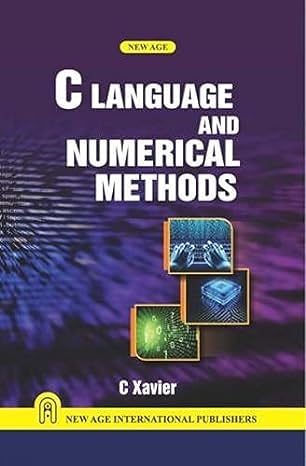 NEW AGE
C LANGUAGE
AND
NUMERICAL
METHODS
C Xavier
NEW AGE INTERNATIONAL PUBLISHERS